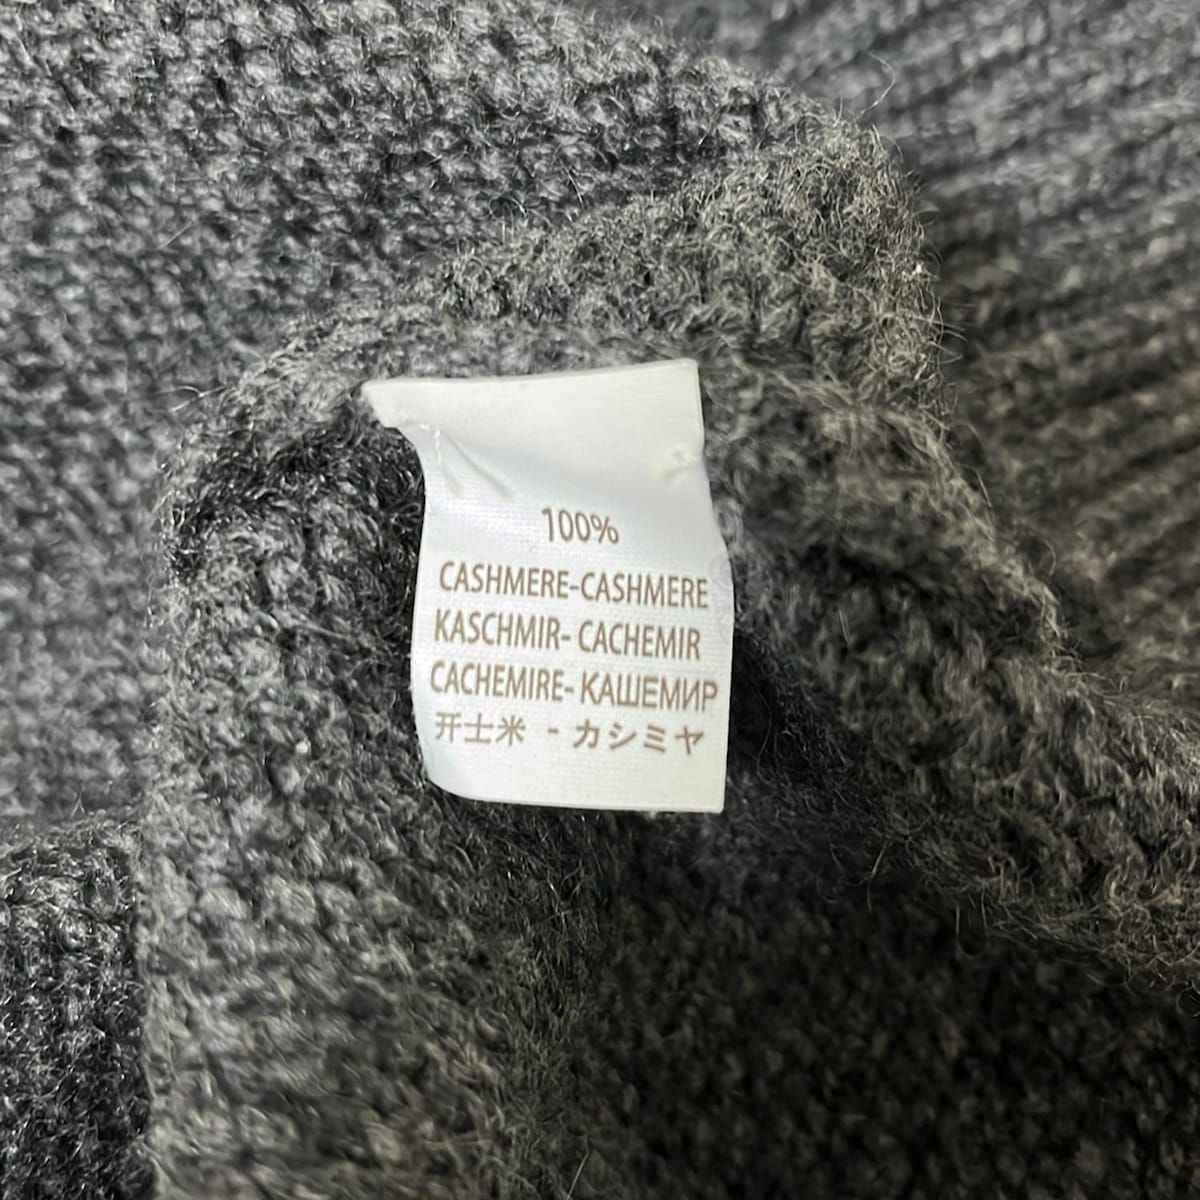 100%
CASHMERE-CASHMERE
KASCHMIR- CACHEMIR
CACHEMIRE- КАШЕМИР
开士米 - カシミヤ